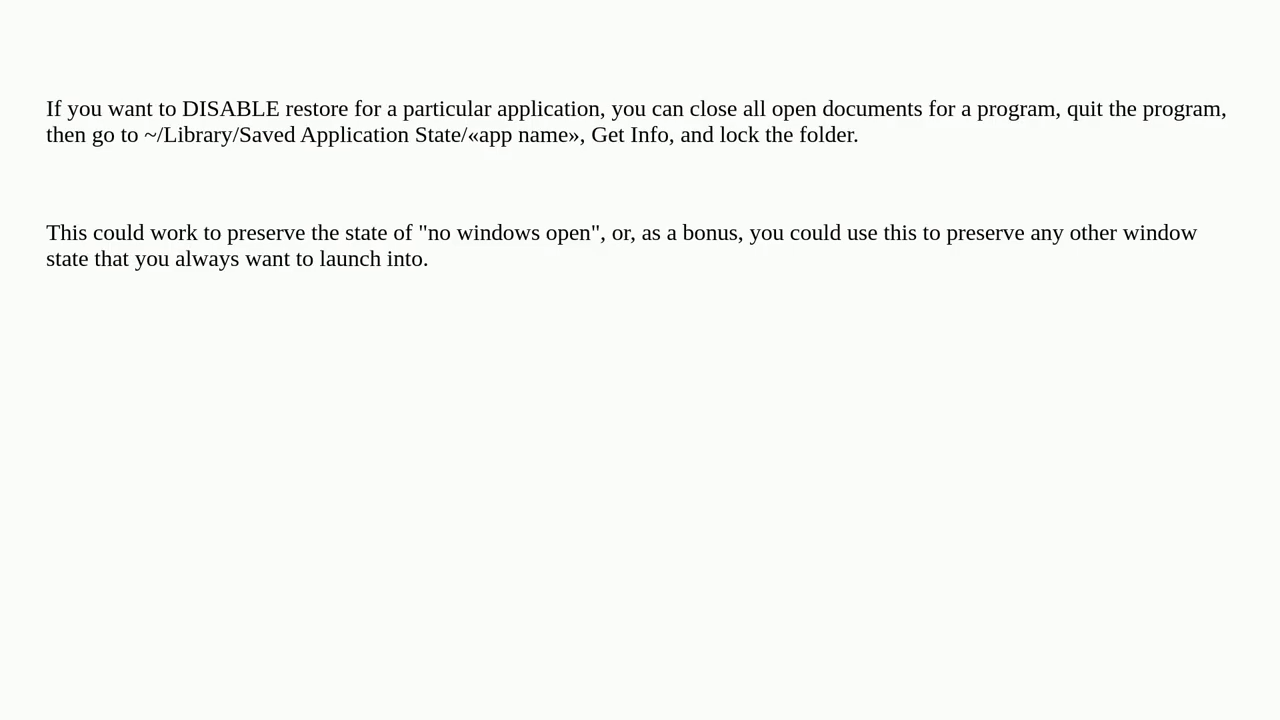 If you want to DISABLE restore for a particular application, you can close all open documents for a program, quit the program,
then go to ~/Library/Saved Application State/«app name», Get Info, and lock the folder.
This could work to preserve the state of "no windows open", or, as a bonus, you could use this to preserve any other window
state that you always want to launch into.